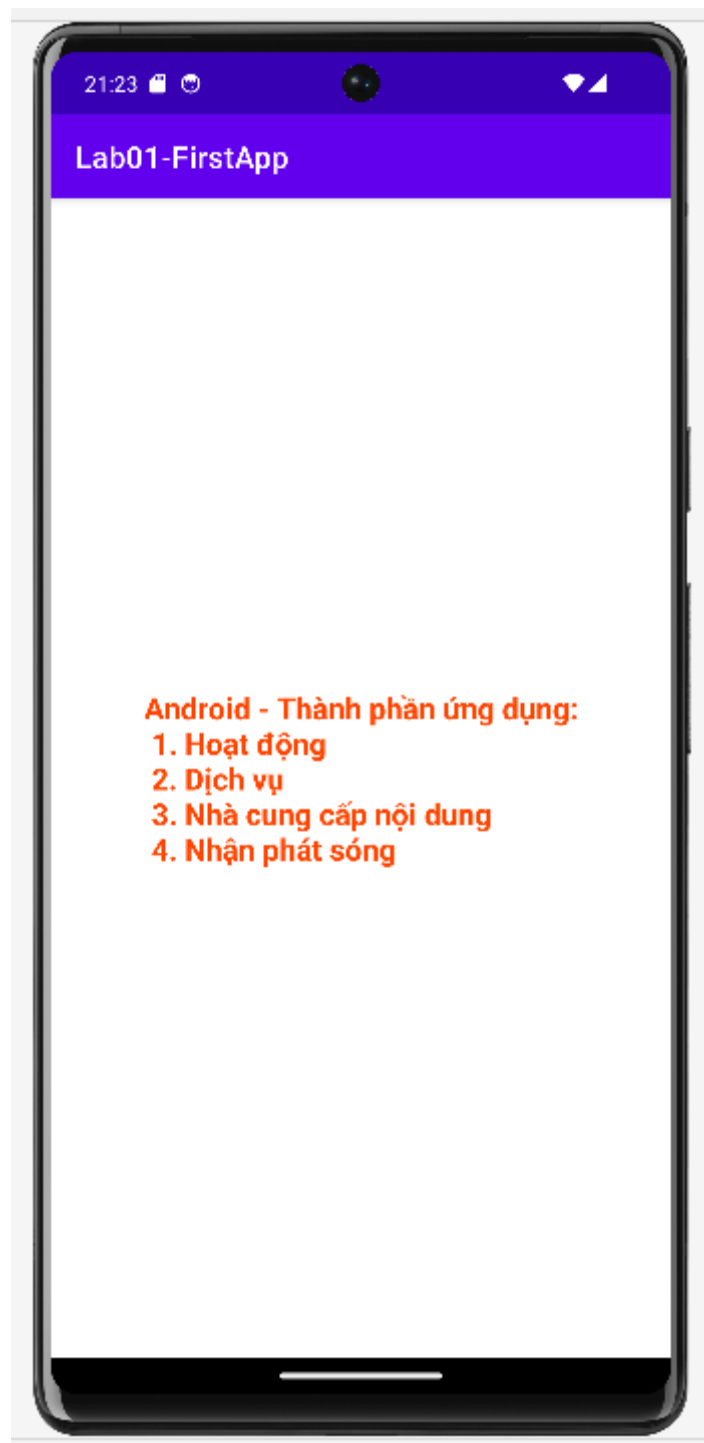 21:23
Lab01-FirstApp
Android - Thành phần ứng dụng:
1. Hoạt động
2. Dịch vụ
3. Nhà cung cấp nội dung
4. Nhận phát sóng